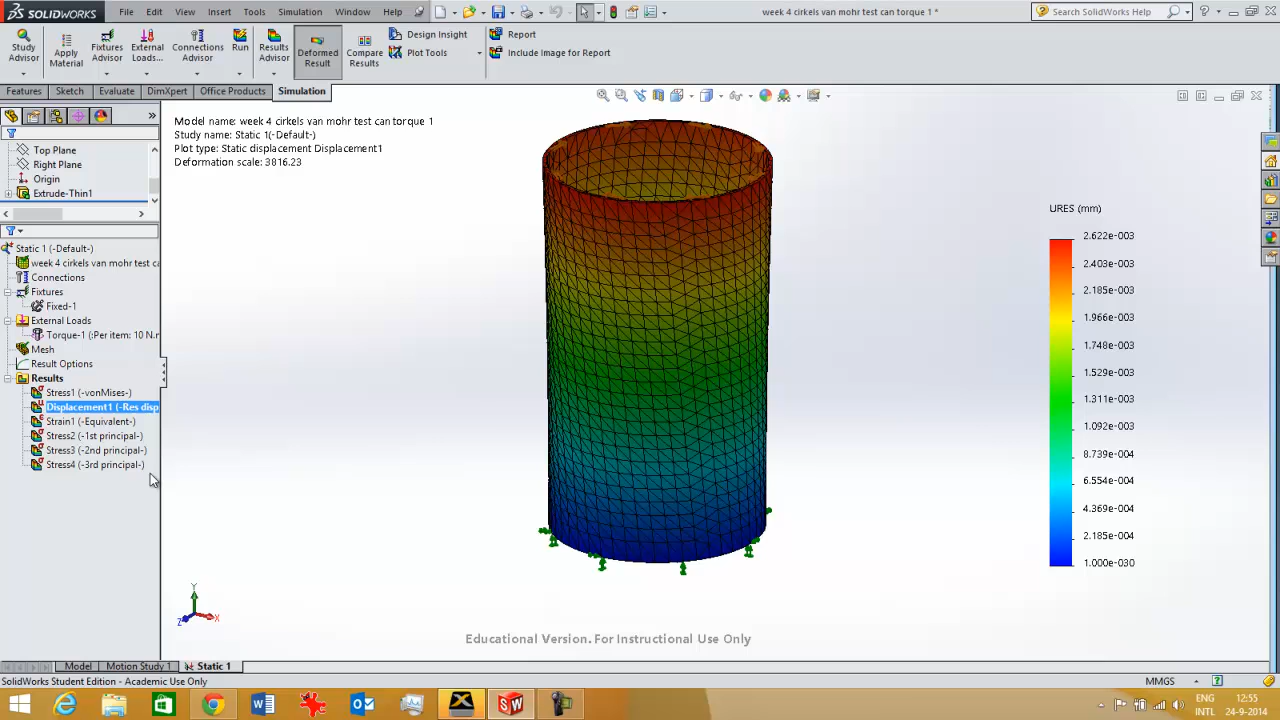 SOLIDWORKS
File Edit View Insert Tools Simulation Window Help
week 4 cirkels van mohr test can torque 1 *
Search SolidWorks Help
Study Advisor
Apply Material
Fixtures Advisor
External Loads...
Connections Advisor
Run
Results Advisor
Deformed Result
Compare Results
Design Insight
Plot Tools
Report
Include Image for Report
Features Sketch Evaluate DimXpert Office Products Simulation
Top Plane
Right Plane
Origin
Extrude-Thin1
Static 1 (-Default-)
week 4 cirkels van mohr test ca
Connections
Fixtures
Fixed-1
External Loads
Torque-1 (:Per item: 10 N.m
Mesh
Result Options
Results
Stress1 (-vonMises-)
Displacement1 (-Res disp
Strain1 (-Equivalent-)
Stress2 (-1st principal-)
Stress3 (-2nd principal-)
Stress4 (-3rd principal-)
Model name: week 4 cirkels van mohr test can torque 1
Study name: Static 1(-Default-)
Plot type: Static displacement Displacement1
Deformation scale: 3816.23
URES (mm)
2.622e-003
2.403e-003
2.185e-003
1.966e-003
1.748e-003
1.529e-003
1.311e-003
1.092e-003
8.739e-004
6.554e-004
4.369e-004
2.185e-004
1.000e-030
Y
X
Z
Educational Version. For Instructional Use Only
Model Motion Study 1 Static 1
SolidWorks Student Edition - Academic Use Only
MMGS
ENG
INTL
12:55
24-9-2014